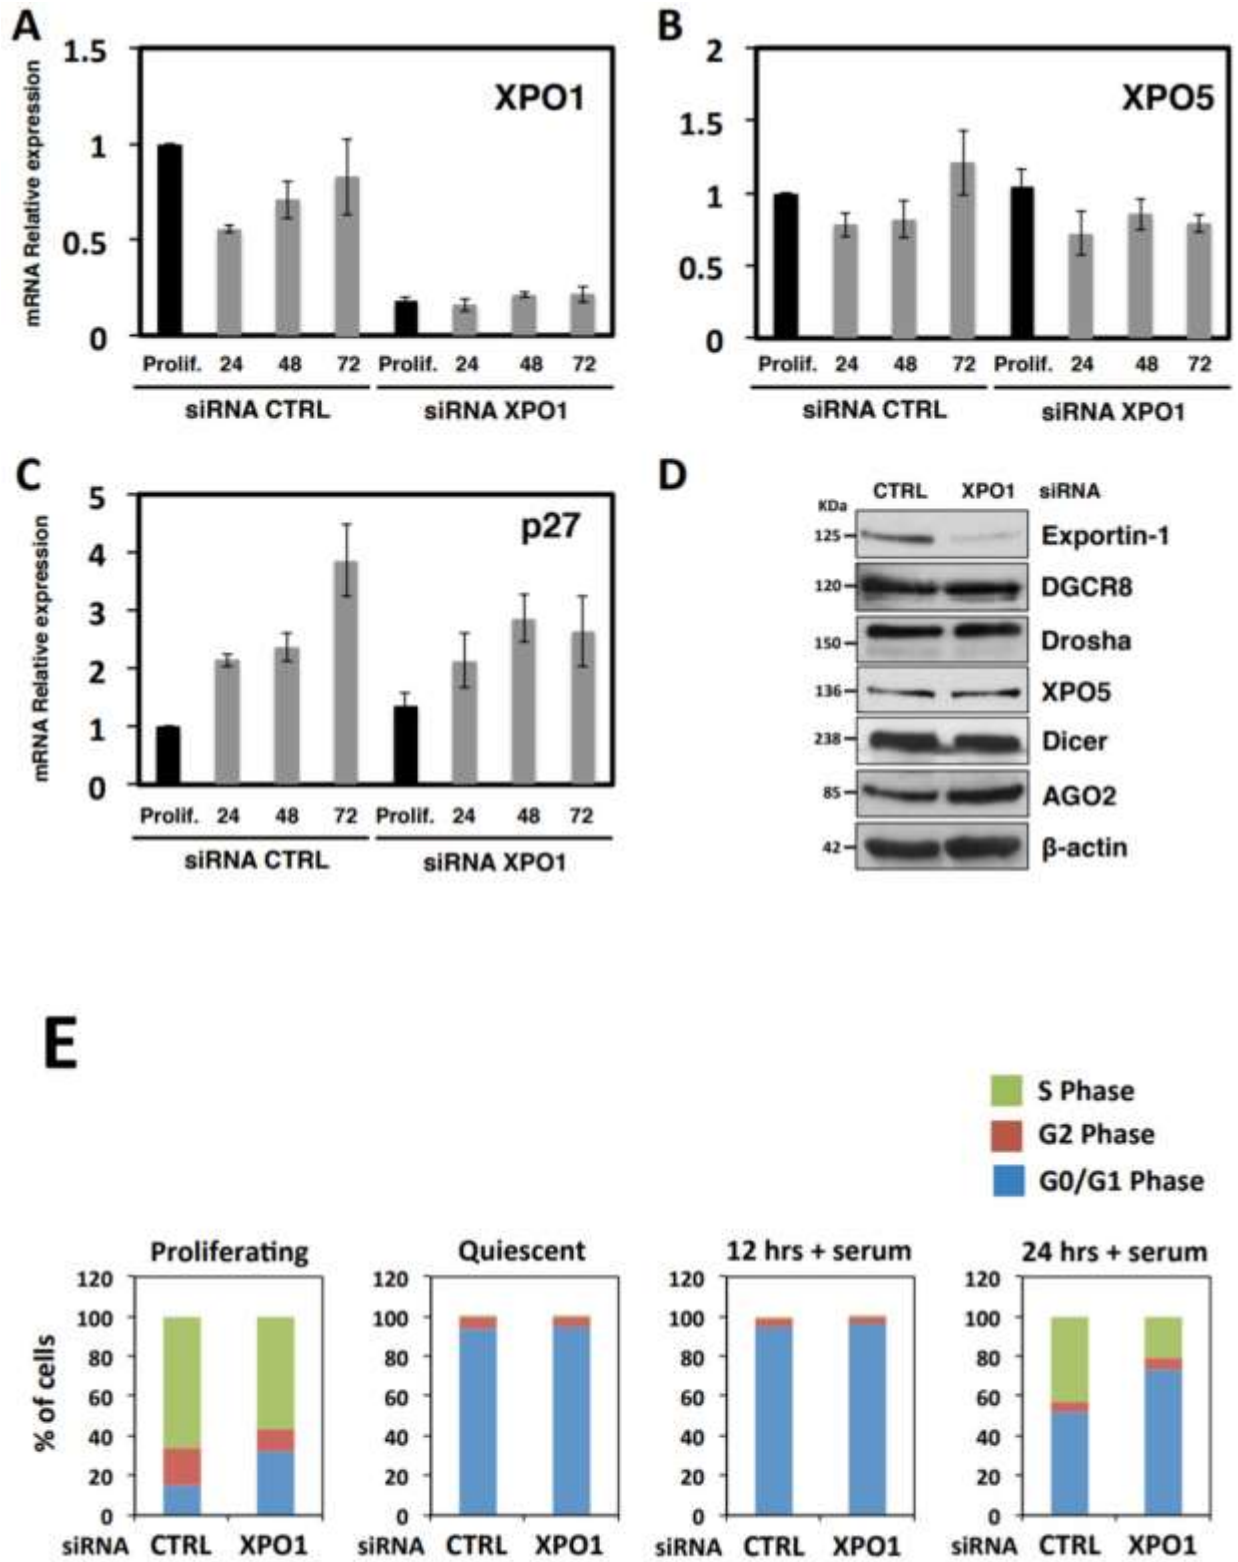 A
mRNA Relative expression
1.5
1
0.5
0
XPO1
Prolif. 24 48 72 Prolif. 24 48 72
siRNA CTRL siRNA XPO1
B
2
1.5
1
0.5
0
XPO5
Prolif. 24 48 72 Prolif. 24 48 72
siRNA CTRL siRNA XPO1
C
mRNA Relative expression
5
4
3
2
1
0
p27
Prolif. 24 48 72 Prolif. 24 48 72
siRNA CTRL siRNA XPO1
D
CTRL XPO1 siRNA
KDa
125 Exportin-1
120 DGCR8
150 Drosha
136 XPO5
238 Dicer
85 AGO2
42 β-actin
E
S Phase
G2 Phase
G0/G1 Phase
% of cells
Proliferating
120
100
80
60
40
20
0
siRNA CTRL XPO1
Quiescent
120
100
80
60
40
20
0
siRNA CTRL XPO1
12 hrs + serum
120
100
80
60
40
20
0
siRNA CTRL XPO1
24 hrs + serum
120
100
80
60
40
20
0
siRNA CTRL XPO1